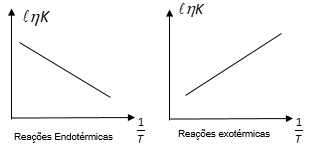 ℓηK
1/T
Reações Endotérmicas
ℓηK
1/T
Reações exotérmicas